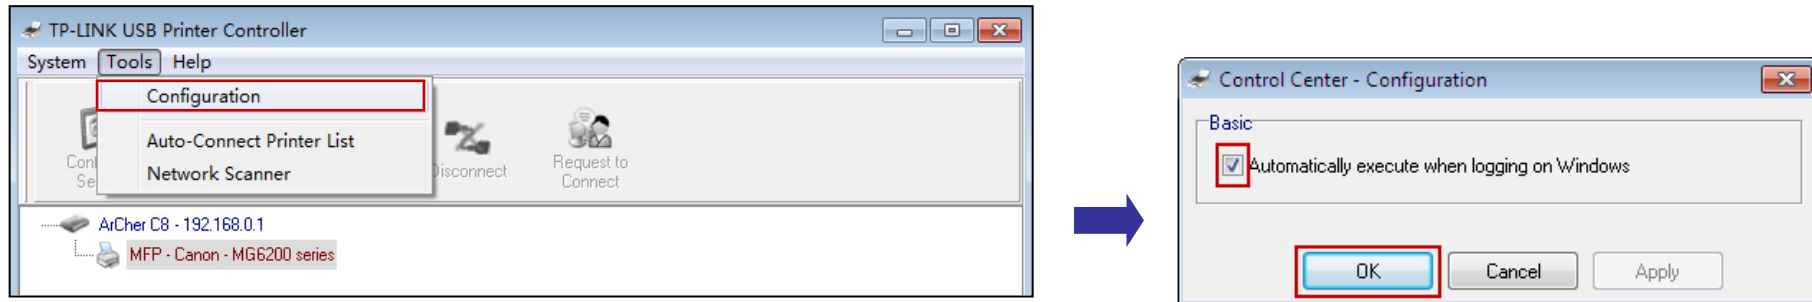 TP-LINK USB Printer Controller
System Tools Help
Configuration
Auto-Connect Printer List
Network Scanner
Disconnect
Request to
Connect
ArCher C8 - 192.168.0.1
MFP - Canon - MG6200 series
Control Center - Configuration
Basic
Automatically execute when logging on Windows
OK Cancel Apply